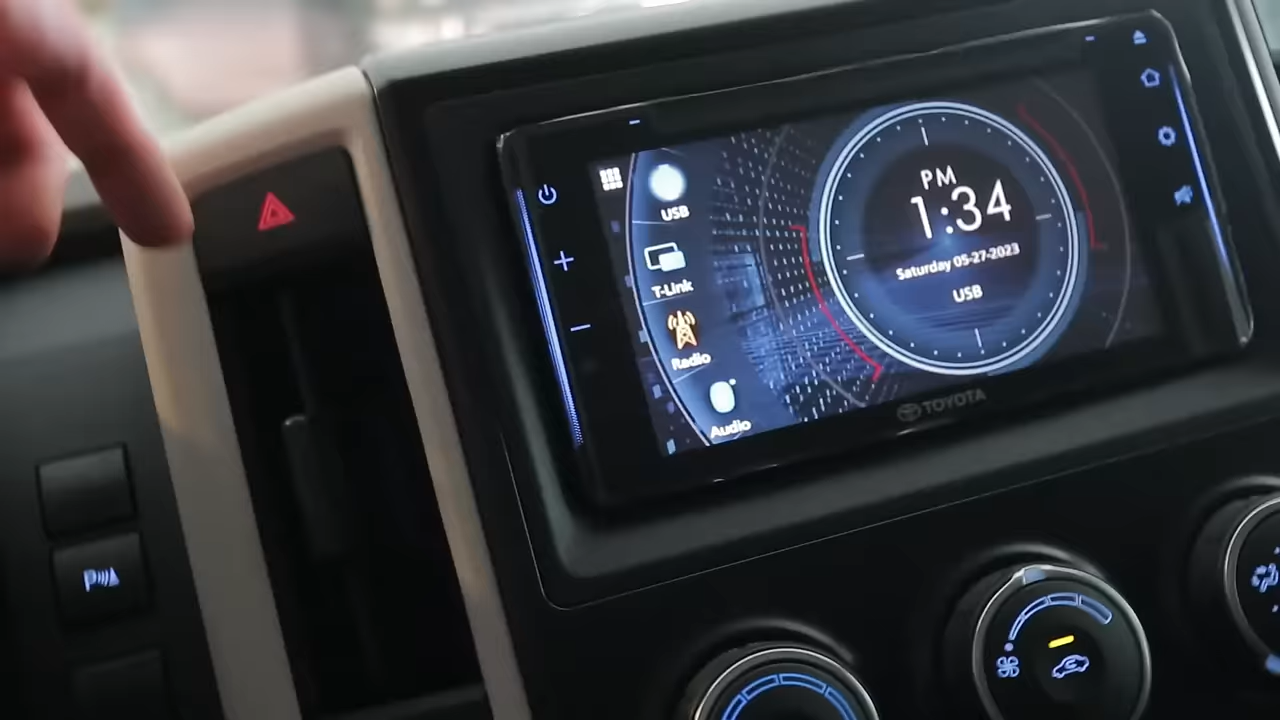 USB
T-Link
Radio
Audio
PM
1:34
Saturday 05-27-2023
USB
TOYOTA
P